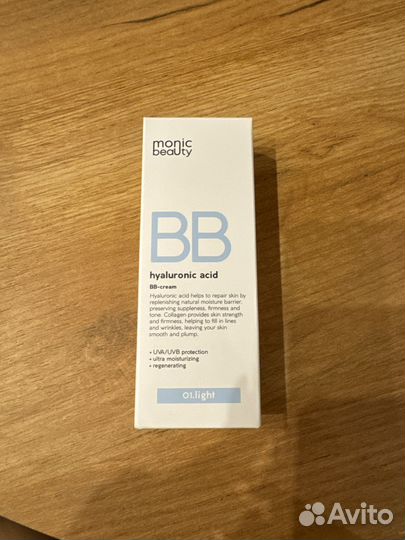 monic
beauty
BB
hyaluronic acid
BB-cream
Hyaluronic acid helps to repair skin by
replenishing natural moisture barrier,
preserving suppleness, firmness and
tone. Collagen provides skin strength
and firmness, helping to fill in lines
and wrinkles, leaving your skin
smooth and plump.
• UVA/UVB protection
• ultra moisturizing
• regenerating
01.light
Avito